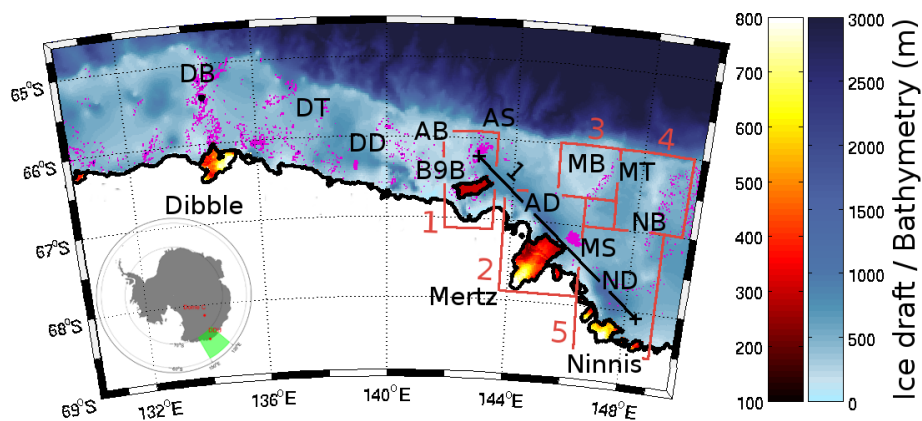 65°S
66°S
67°S
68°S
69°S
132°E
136°E
140°E
144°E
148°E
DB
DT
DD
AB
AS
B9B
1
AD
MB
MT
NB
MS
ND
1
2
3
4
5
Dibble
Mertz
Ninnis
800
700
600
500
400
300
200
100
3000
2500
2000
1500
1000
500
0
Ice draft / Bathymetry (m)